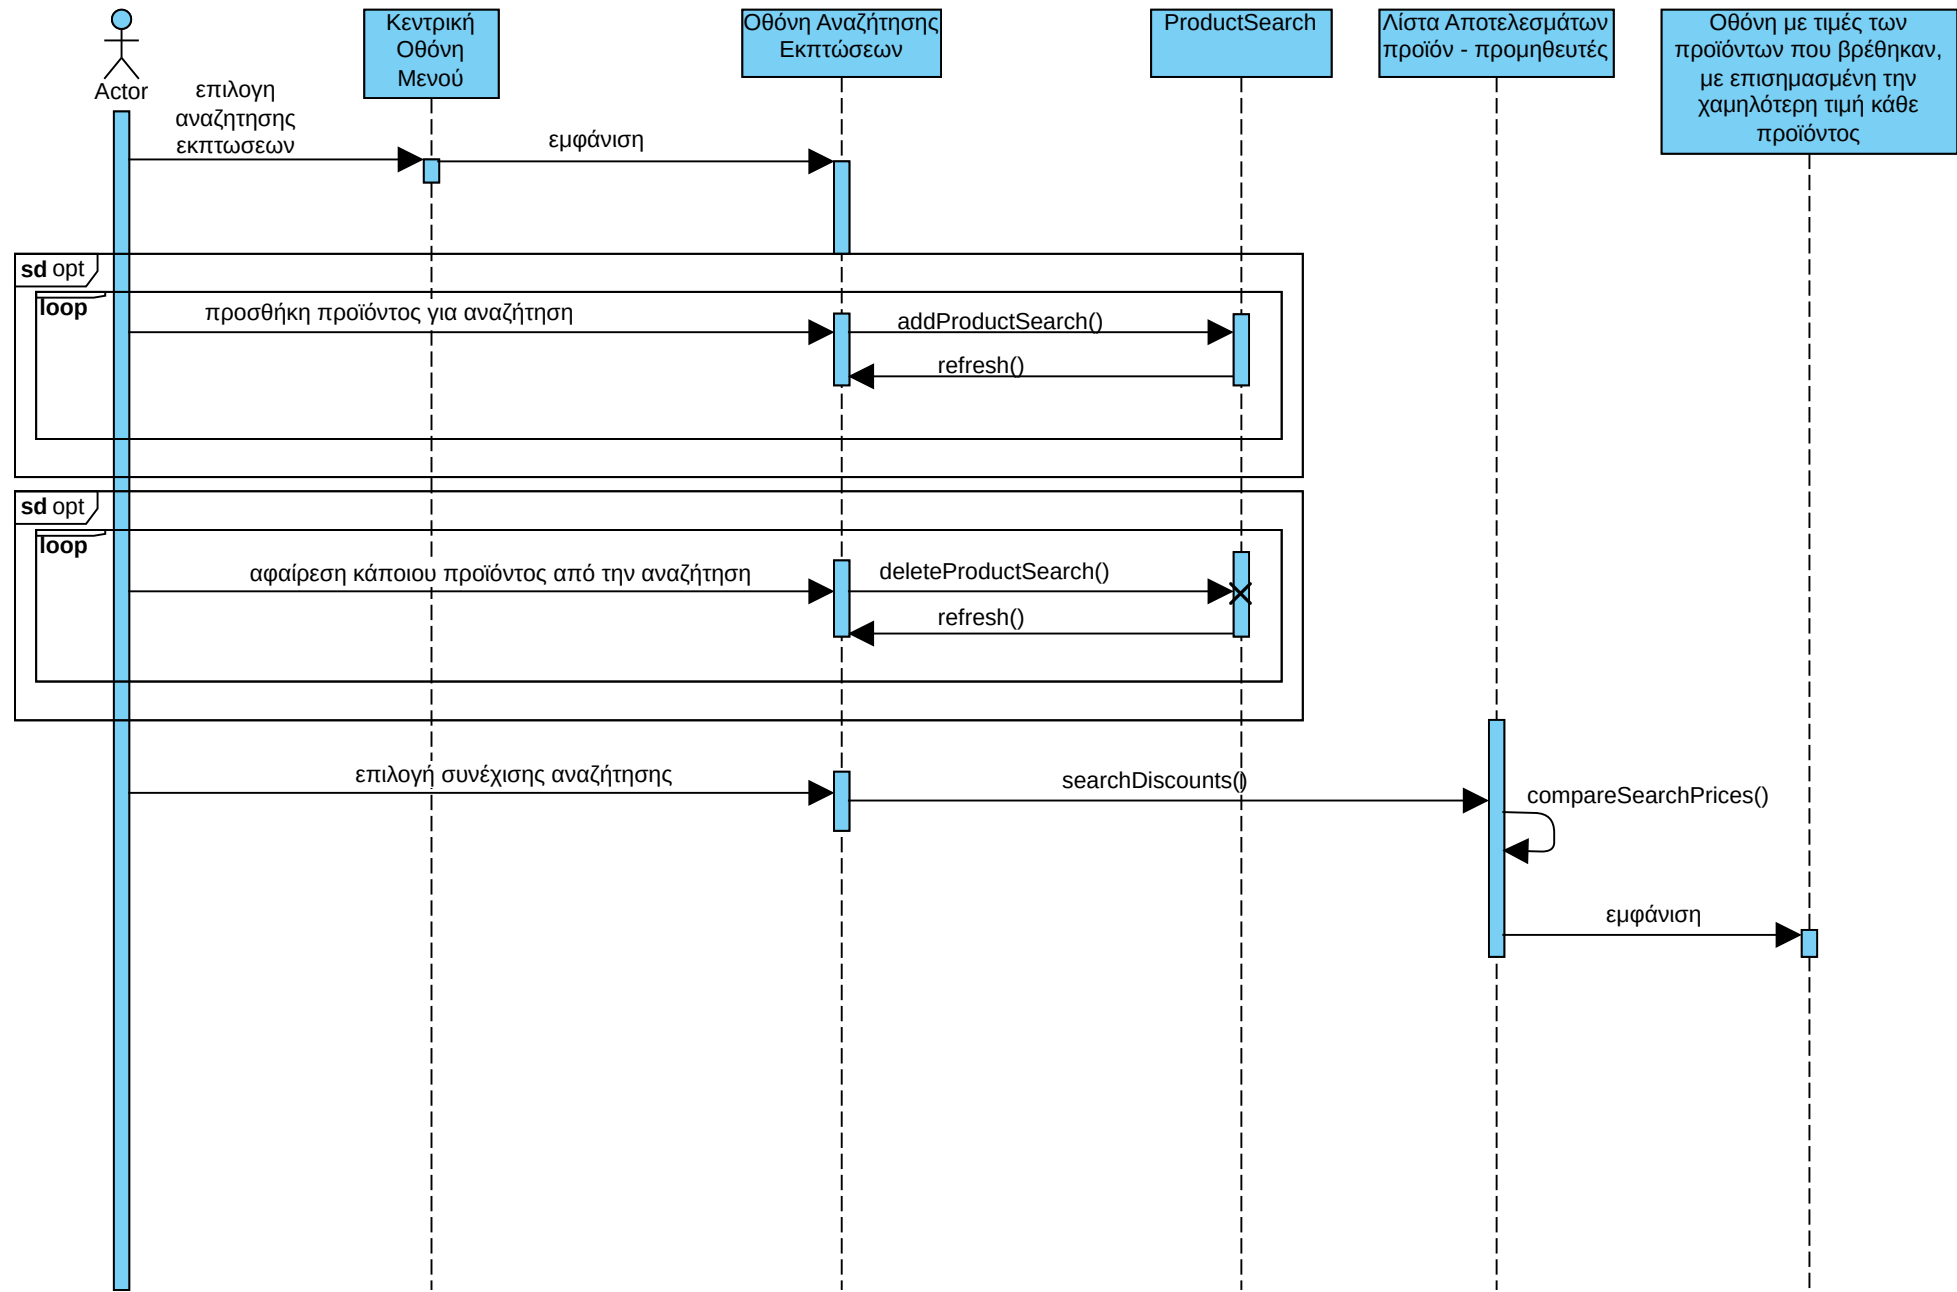 Actor
Κεντρική
Οθόνη
Μενού
Οθόνη Αναζήτησης
Εκπτώσεων
ProductSearch
Λίστα Αποτελεσμάτων
προϊόν - προμηθευτές
Οθόνη με τιμές των
προϊόντων που βρέθηκαν,
με επισημασμένη την
χαμηλότερη τιμή κάθε
προϊόντος
επιλογη
αναζητησης
εκπτωσεων
εμφάνιση
sd opt
loop
προσθήκη προϊόντος για αναζήτηση
addProductSearch()
refresh()
sd opt
loop
αφαίρεση κάποιου προϊόντος από την αναζήτηση
deleteProductSearch()
refresh()
επιλογή συνέχισης αναζήτησης
searchDiscounts()
compareSearchPrices()
εμφάνιση